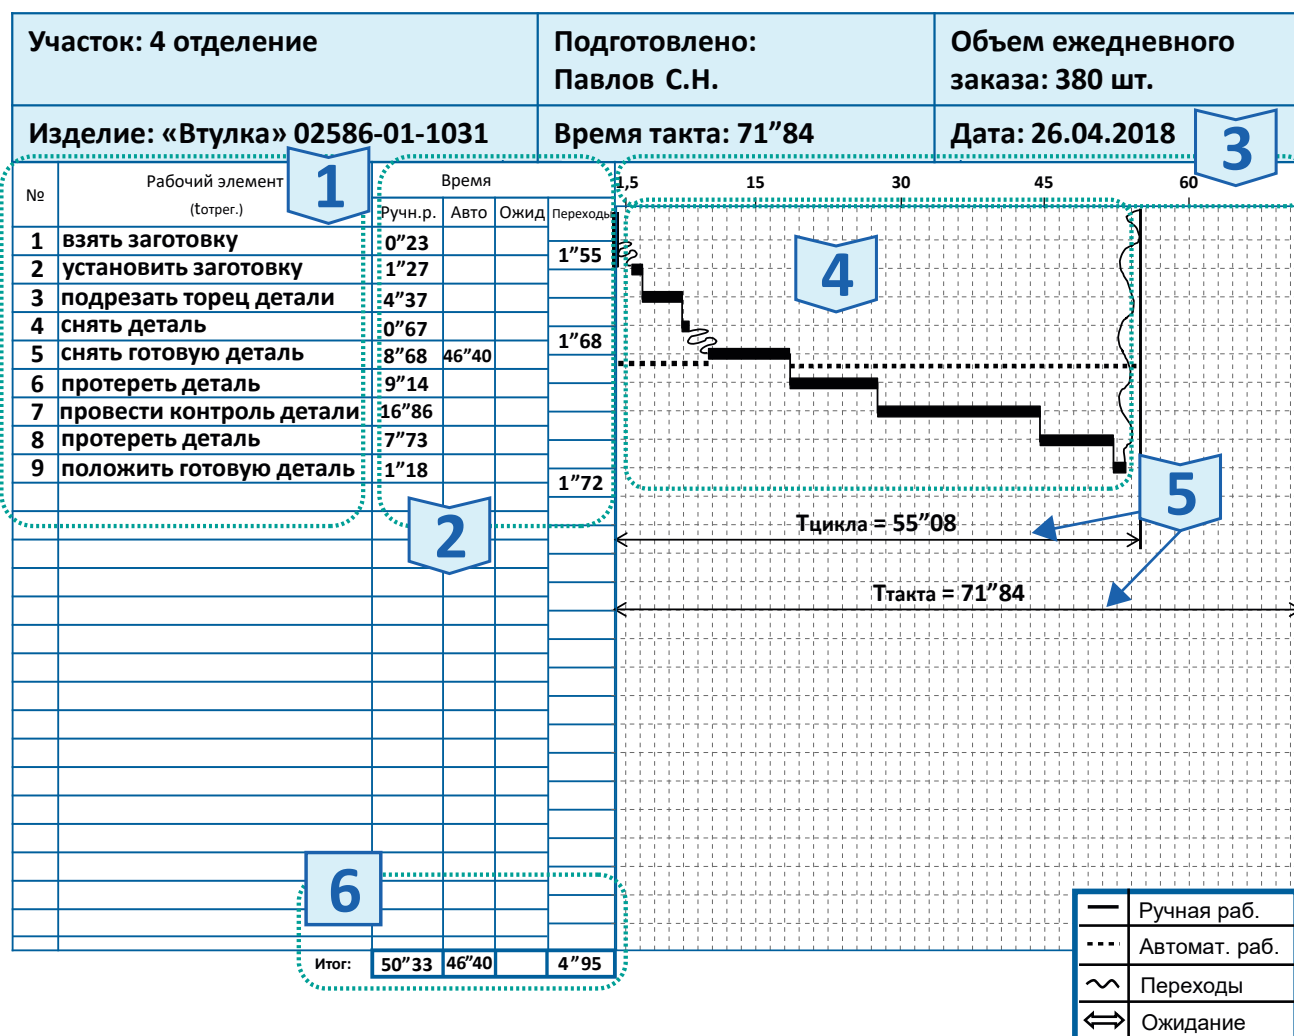 Участок: 4 отделение
Подготовлено:
Павлов С.Н.
Объем ежедневного
заказа: 380 шт.
Изделие: «Втулка» 02586-01-1031
Время такта: 71”84
Дата: 26.04.2018
3
№
Рабочий элемент
(tотрег.)
1
Время
Ручн.р. Авто Ожид Переходы
1,5 15 30 45 60
1 взять заготовку 0”23
1”55
2 установить заготовку 1”27
4
3 подрезать торец детали 4”37
4 снять деталь 0”67
1”68
5 снять готовую деталь 8”68 46”40
6 протереть деталь 9”14
7 провести контроль детали 16”86
8 протереть деталь 7”73
9 положить готовую деталь 1”18
1”72
5
2
Тцикла = 55”08
Ттакта = 71”84
6
Итог: 50”33 46”40 4”95
Ручная раб.
Автомат. раб.
Переходы
Ожидание